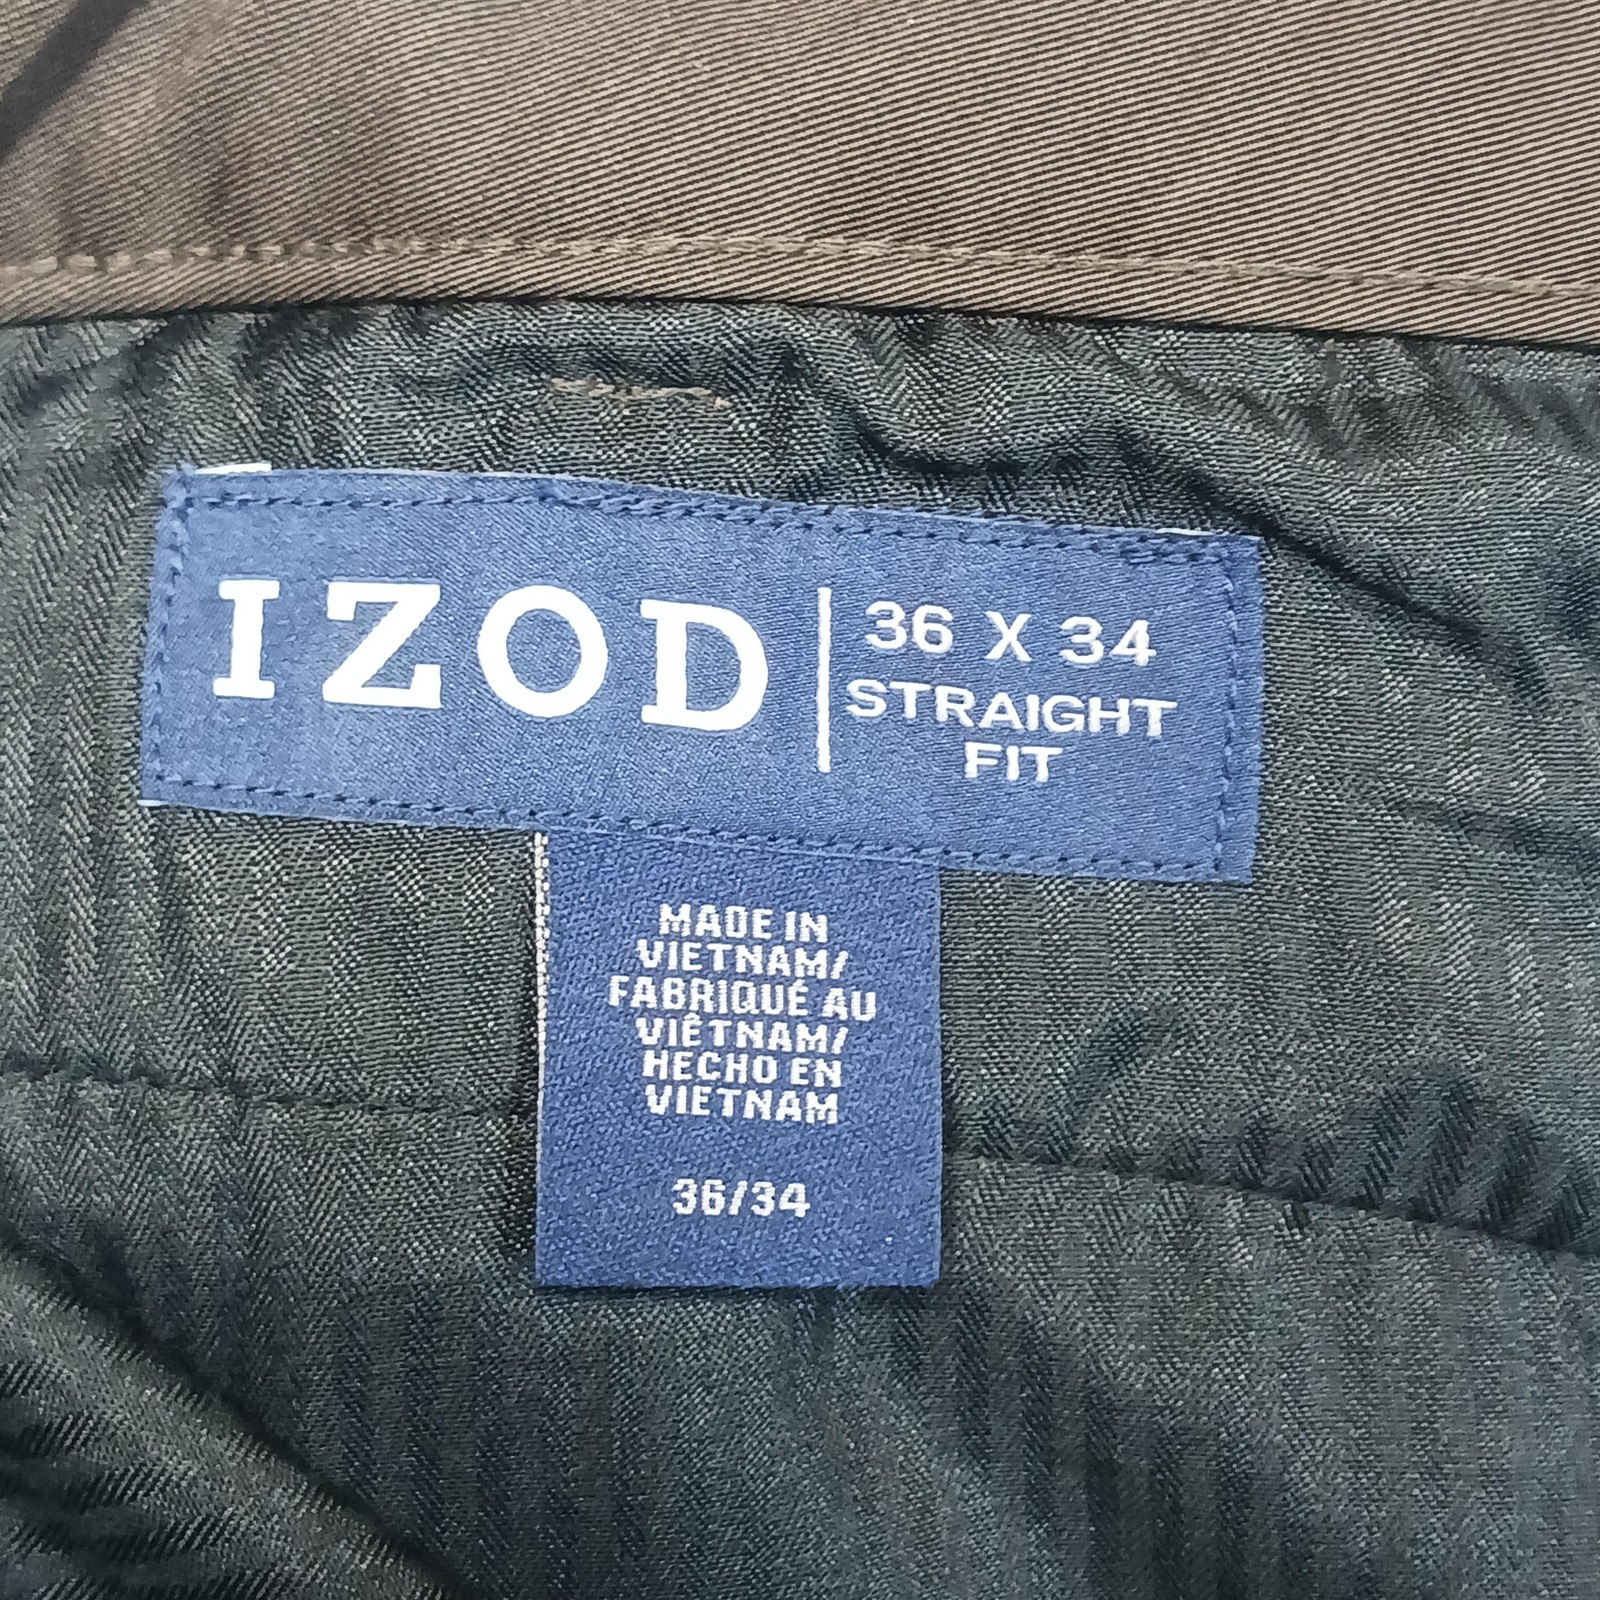 IZOD
36 X 34
STRAIGHT
FIT
MADE IN
VIETNAM/
FABRIQUÉ AU
VIÊTNAM/
HECHO EN
VIETNAM
36/34